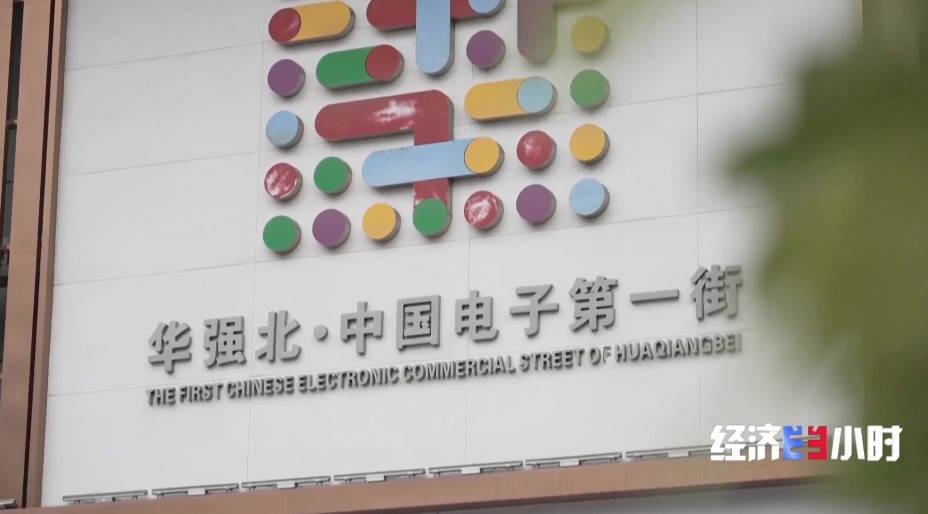 华强北·中国电子第一街
THE FIRST CHINESE ELECTRONIC COMMERCIAL STREET OF HUAQIANGBEI
经济半小时